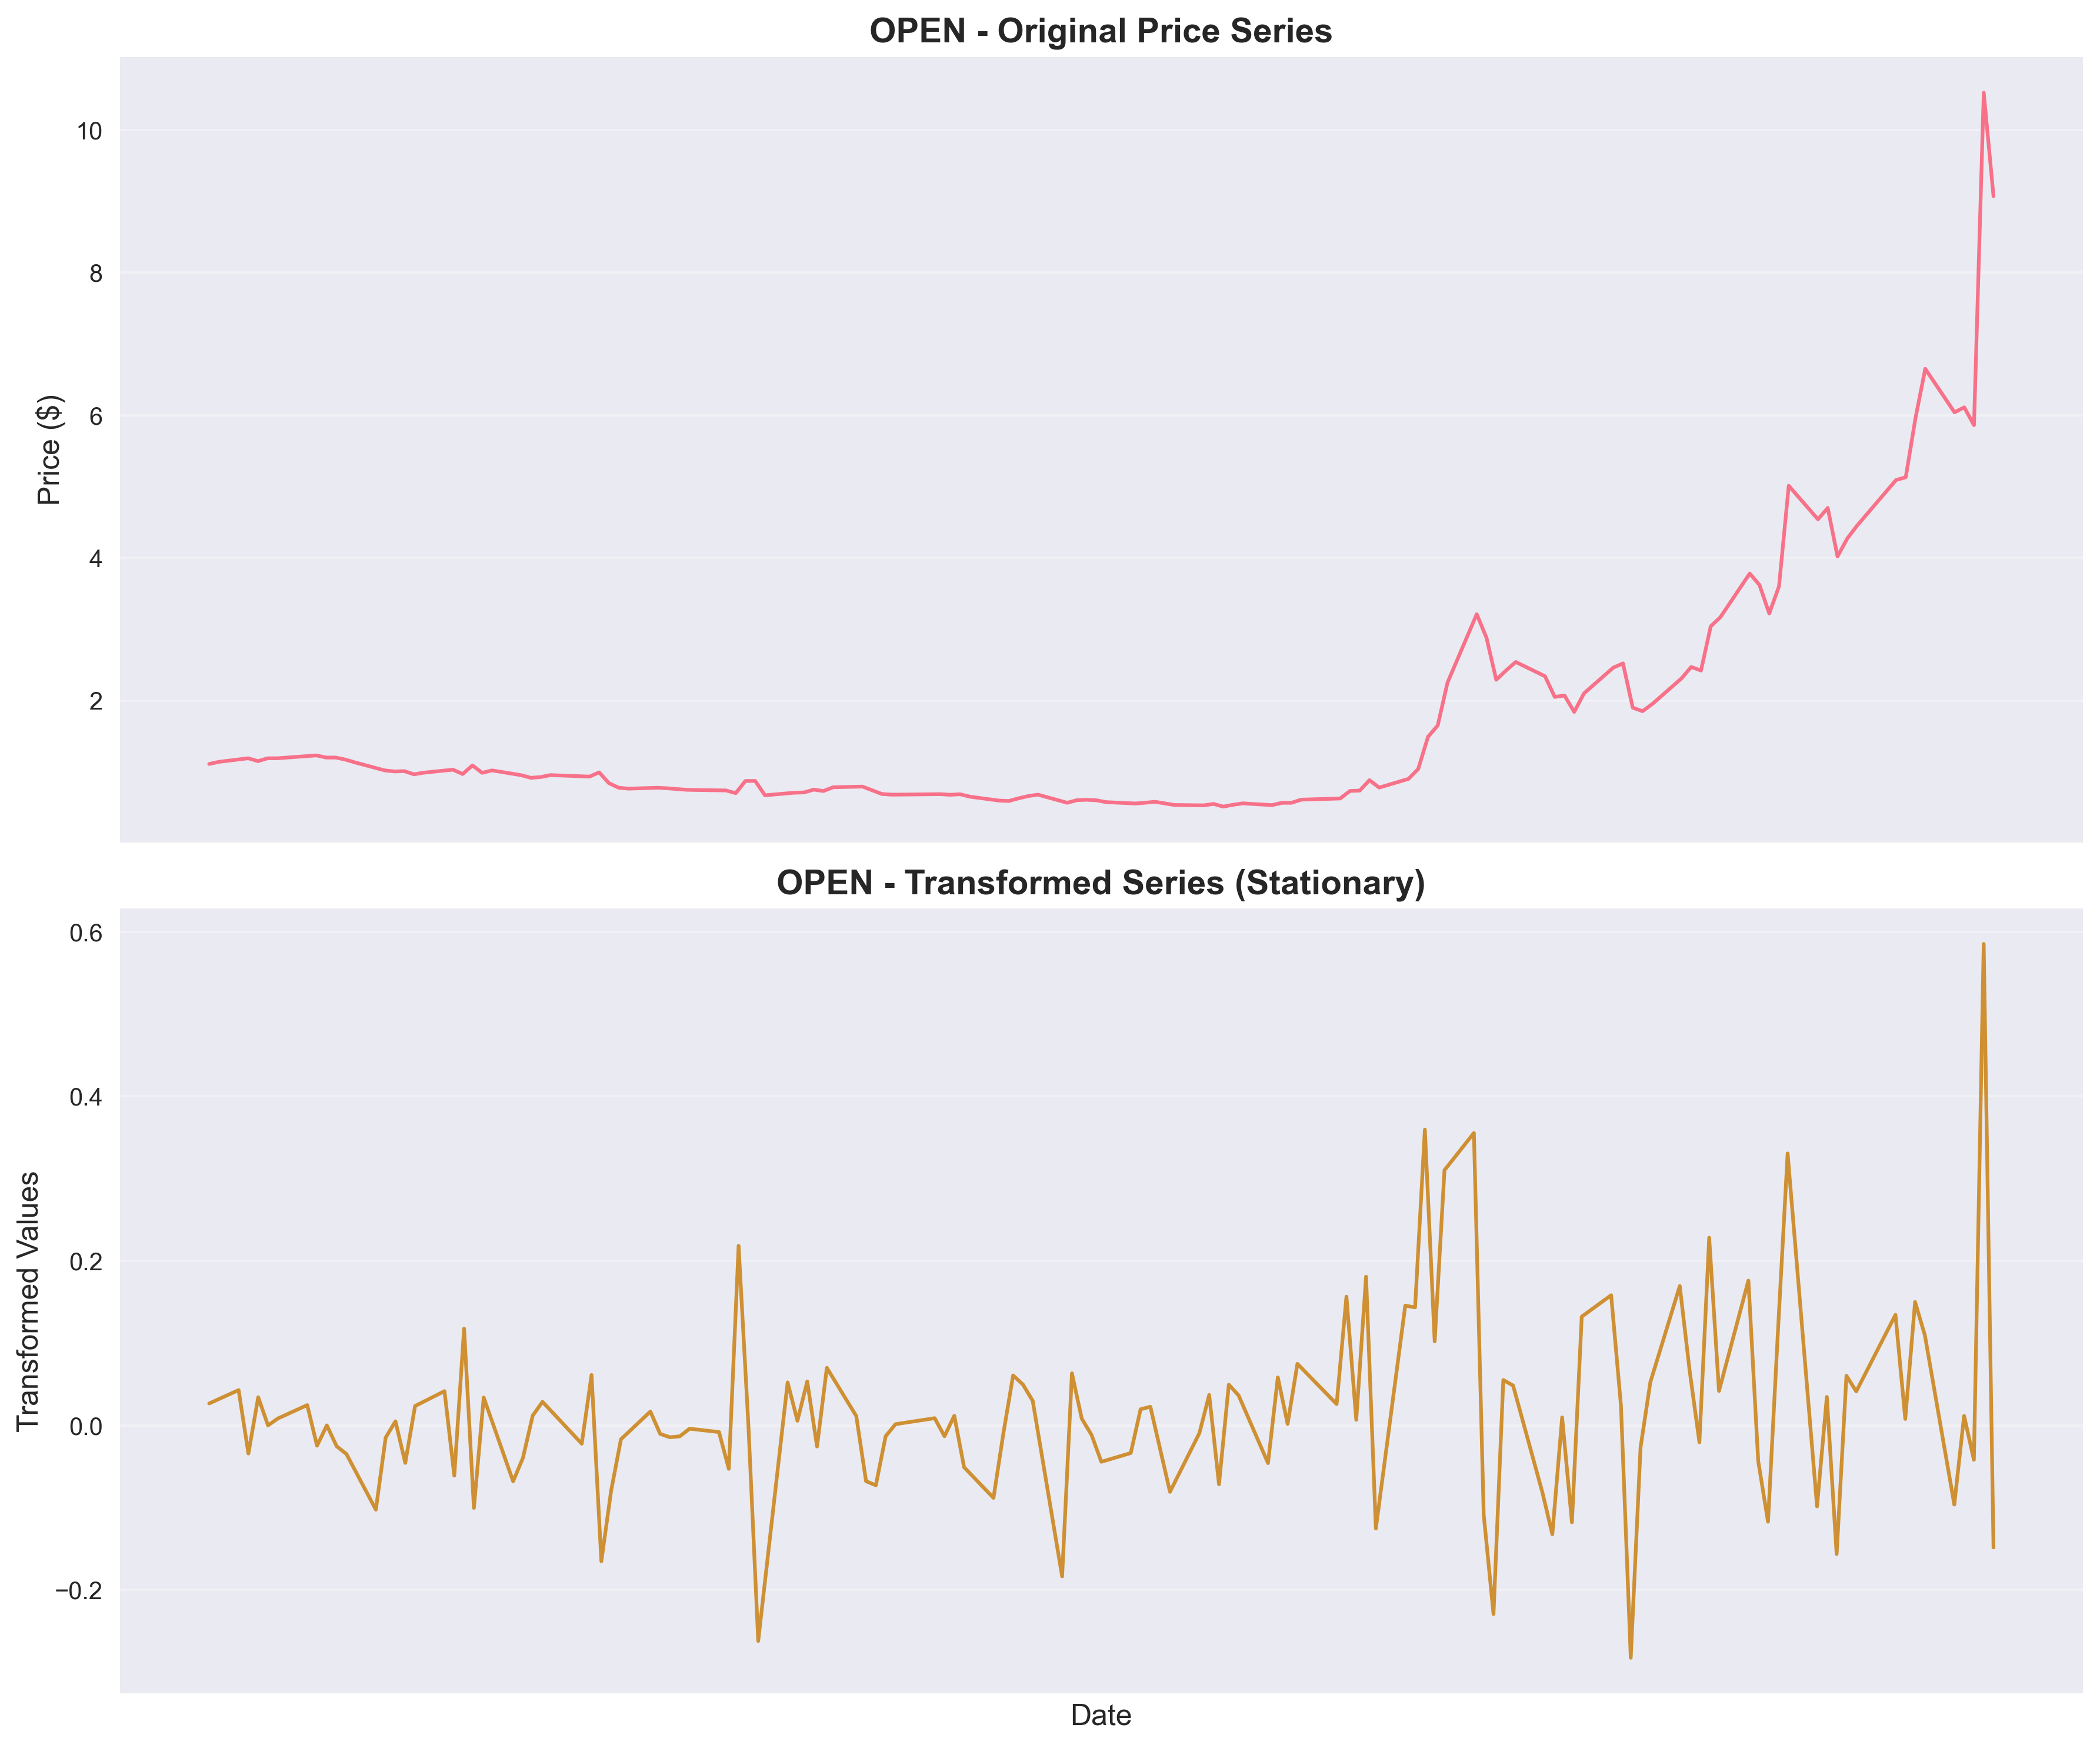 OPEN - Original Price Series
10
8
6
4
2
Price ($)
OPEN - Transformed Series (Stationary)
0.6
0.4
0.2
0.0
−0.2
Transformed Values
Date